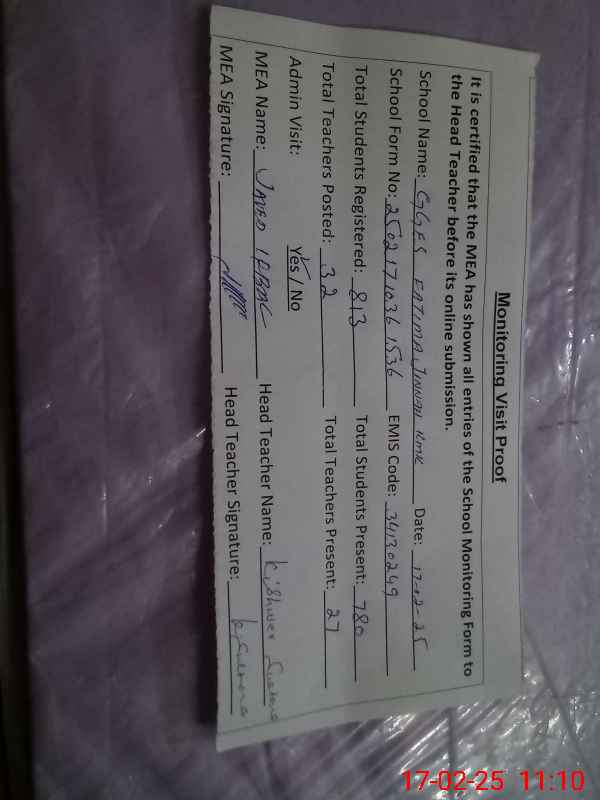 Monitoring Visit Proof
It is certified that the MEA has shown all entries of the School Monitoring Form to
the Head Teacher before its online submission.
School Name: GGES FATIMA JINNAH Date: 17-02-25
School Form No: 2502171036 1536 EMIS Code: 34130249
Total Students Registered: 813 Total Students Present: 780
Total Teachers Posted: 32 Total Teachers Present: 27
Admin Visit: Yes / No
MEA Name: JAVED IQBAL Head Teacher Name: Kishwer
MEA Signature: Head Teacher Signature:
17-02-25 11:10